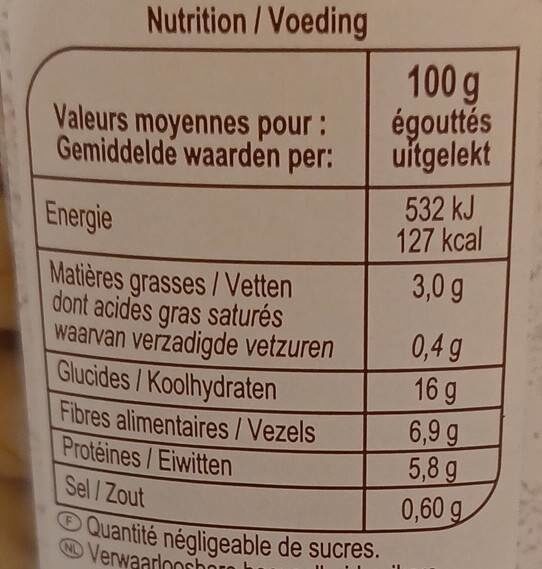 Nutrition / Voeding
Valeurs moyennes pour :
Gemiddelde waarden per:
100 g
égouttés
uitgelekt
Energie
532 kJ
127 kcal
Matières grasses / Vetten 3,0 g
dont acides gras saturés
waarvan verzadigde vetzuren 0,4 g
Glucides / Koolhydraten 16 g
Fibres alimentaires / Vezels 6,9 g
Protéines / Eiwitten 5,8 g
Sel / Zout 0,60 g
F Quantité négligeable de sucres.
NL